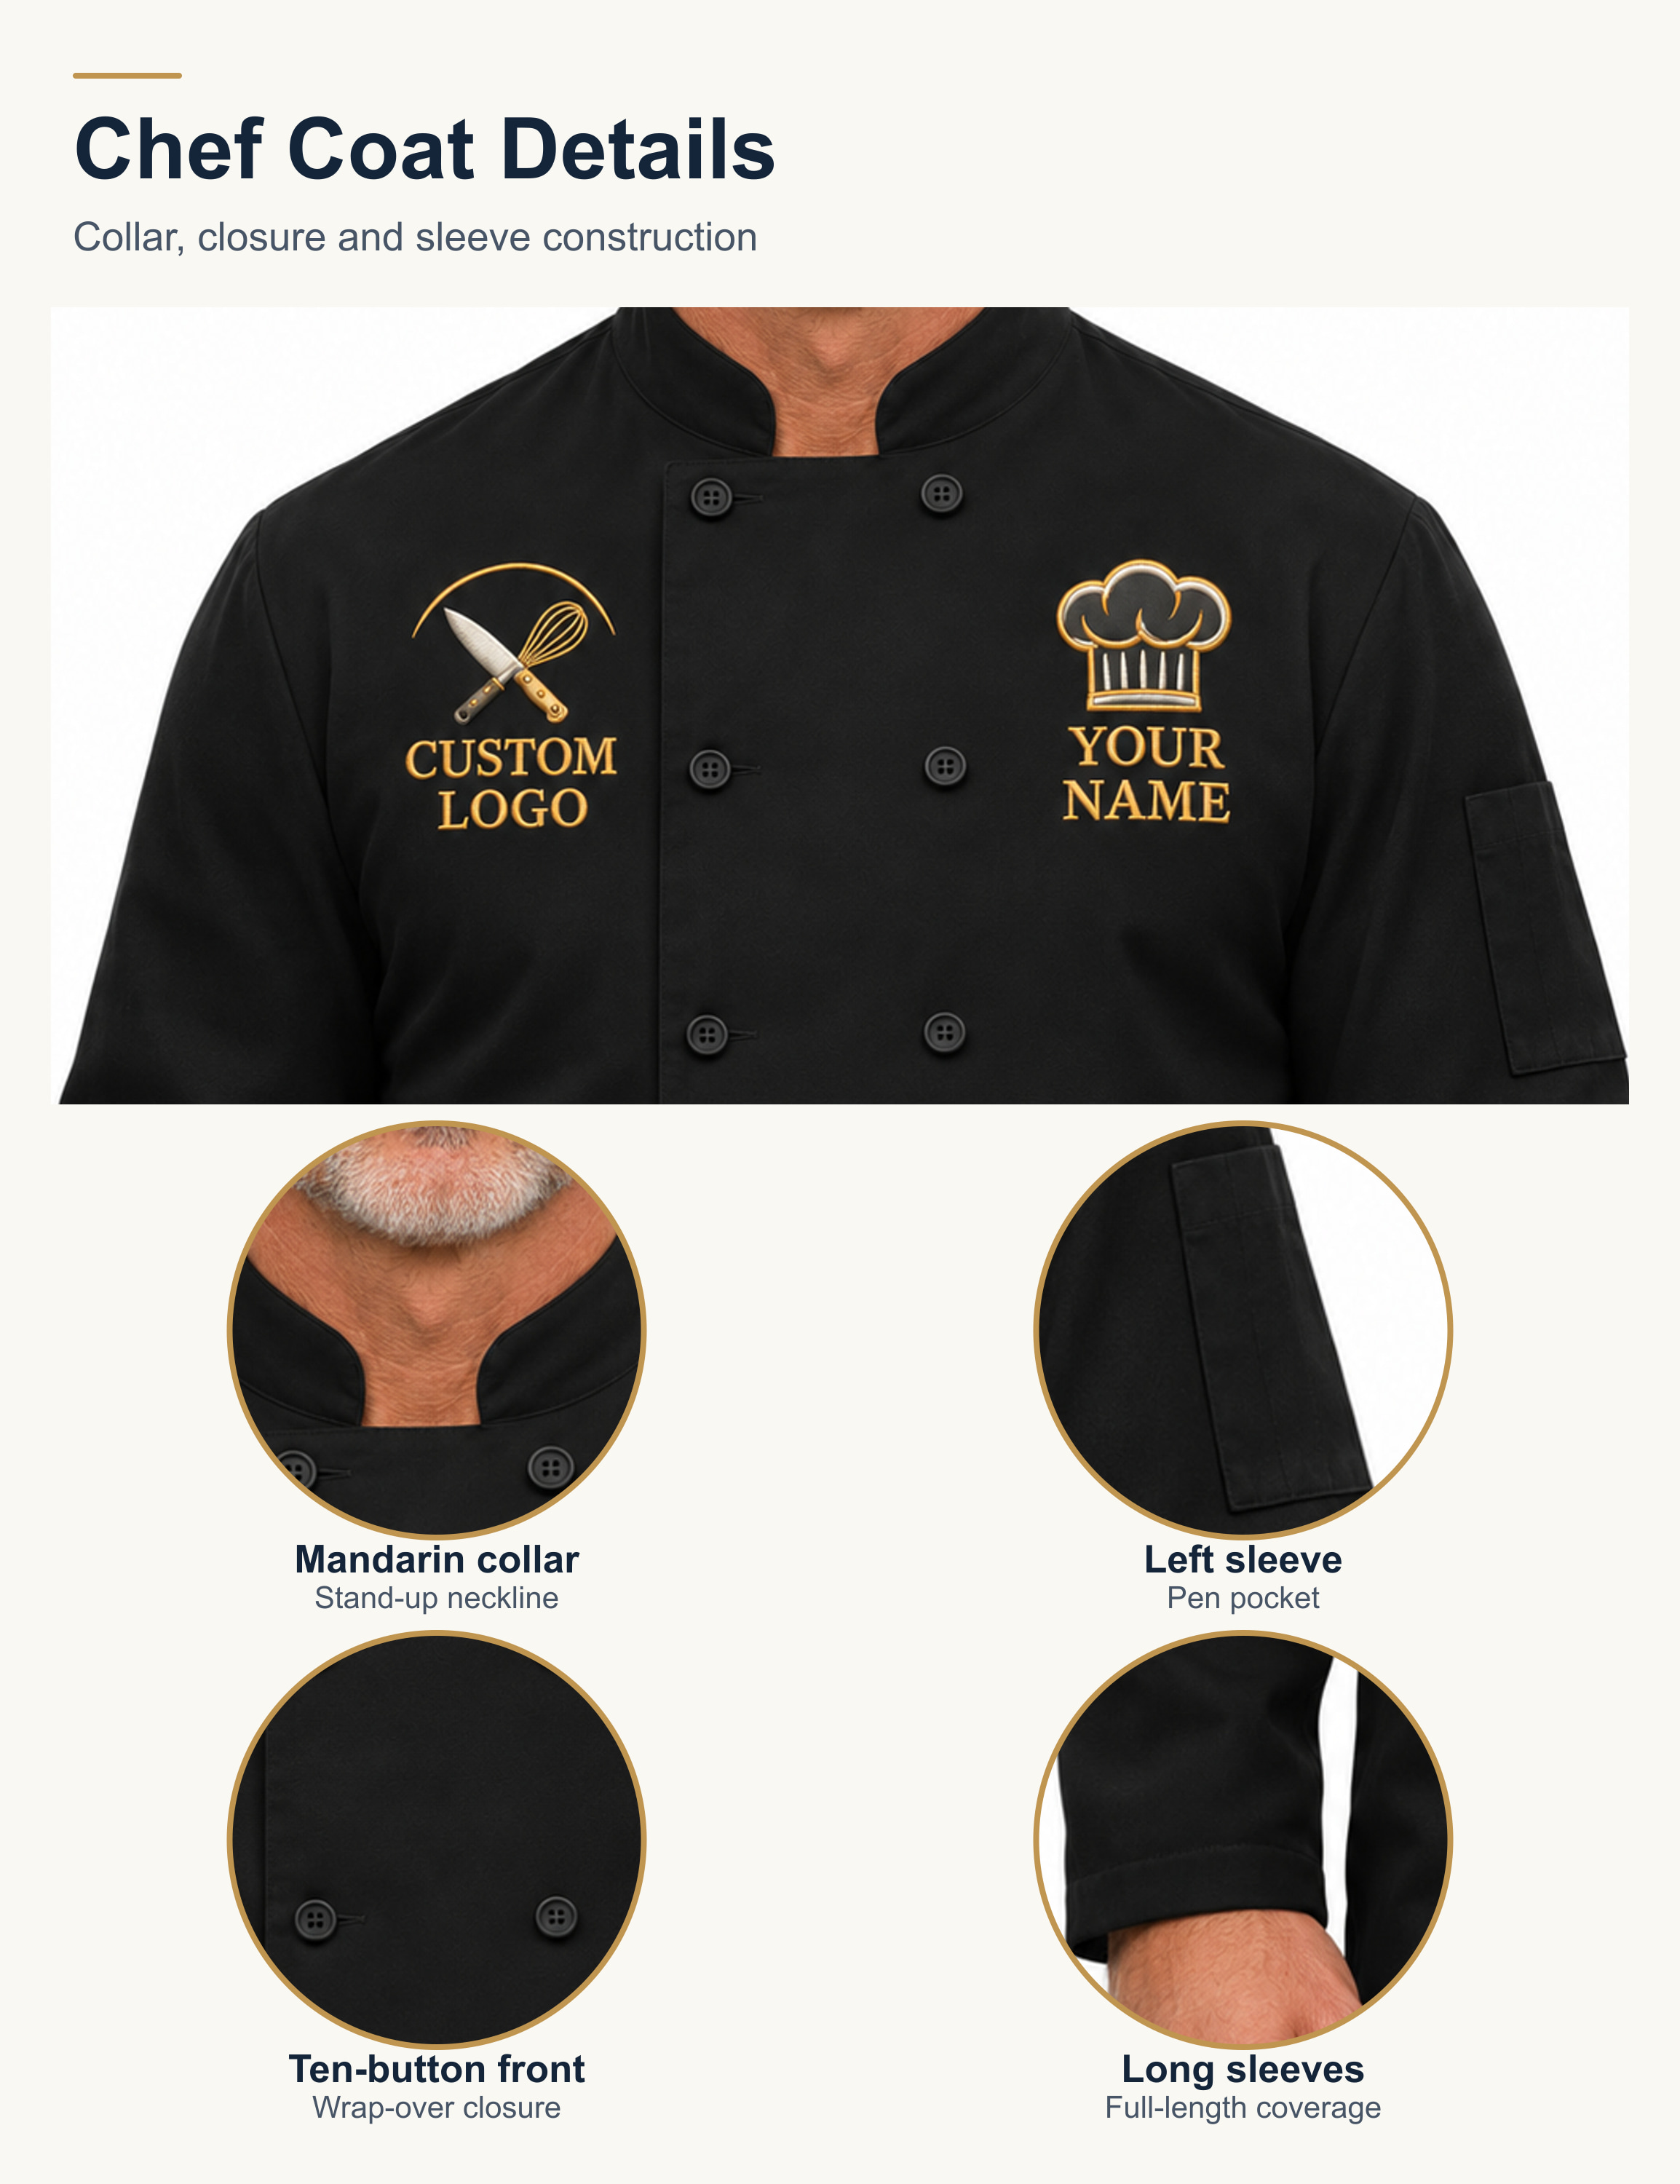 Chef Coat Details
Collar, closure and sleeve construction
CUSTOM
LOGO
YOUR
NAME
Mandarin collar
Stand-up neckline
Left sleeve
Pen pocket
Ten-button front
Wrap-over closure
Long sleeves
Full-length coverage